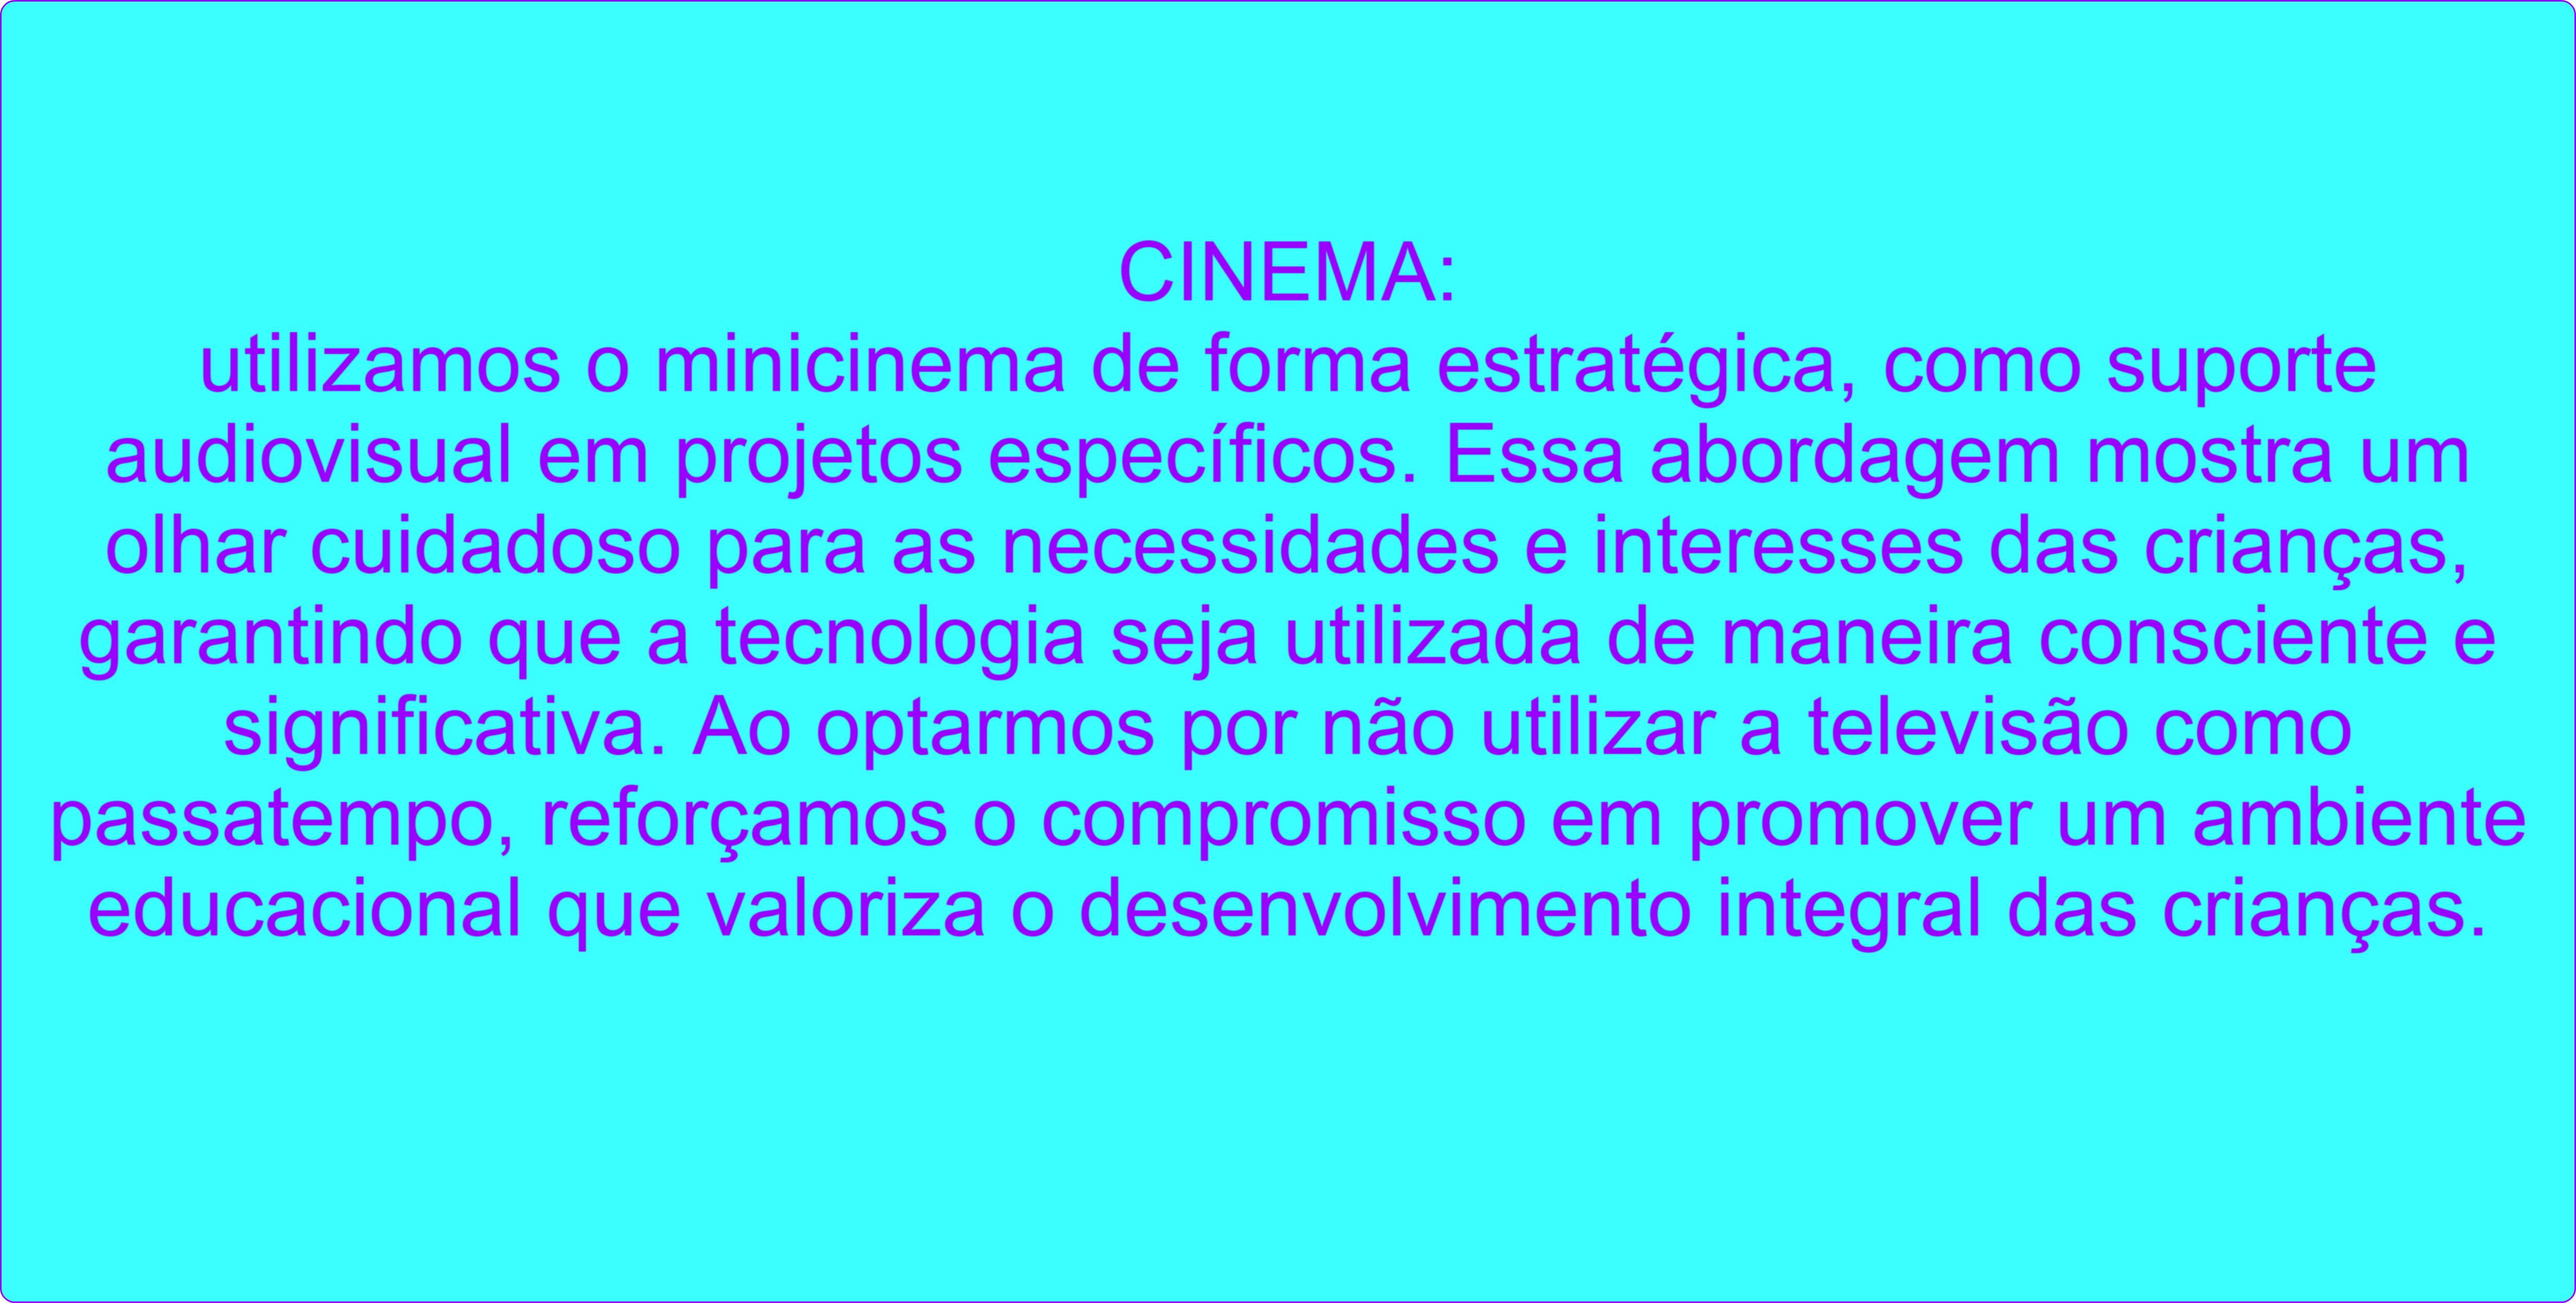 CINEMA:
utilizamos o minicinema de forma estratégica, como suporte
audiovisual em projetos específicos. Essa abordagem mostra um
olhar cuidadoso para as necessidades e interesses das crianças,
garantindo que a tecnologia seja utilizada de maneira consciente e
significativa. Ao optarmos por não utilizar a televisão como
passatempo, reforçamos o compromisso em promover um ambiente
educacional que valoriza o desenvolvimento integral das crianças.